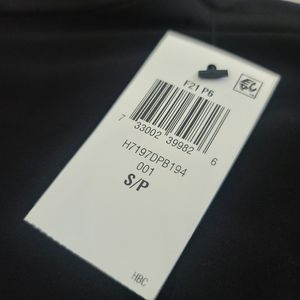 F21 P6
7 33002 39982 6
H7197DPB194
001
S/P
HBC